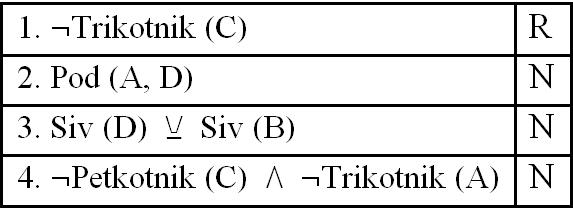 1. ¬Trikotnik (C) R
2. Pod (A, D) N
3. Siv (D) ⊻ Siv (B) N
4. ¬Petkotnik (C) ∧ ¬Trikotnik (A) N